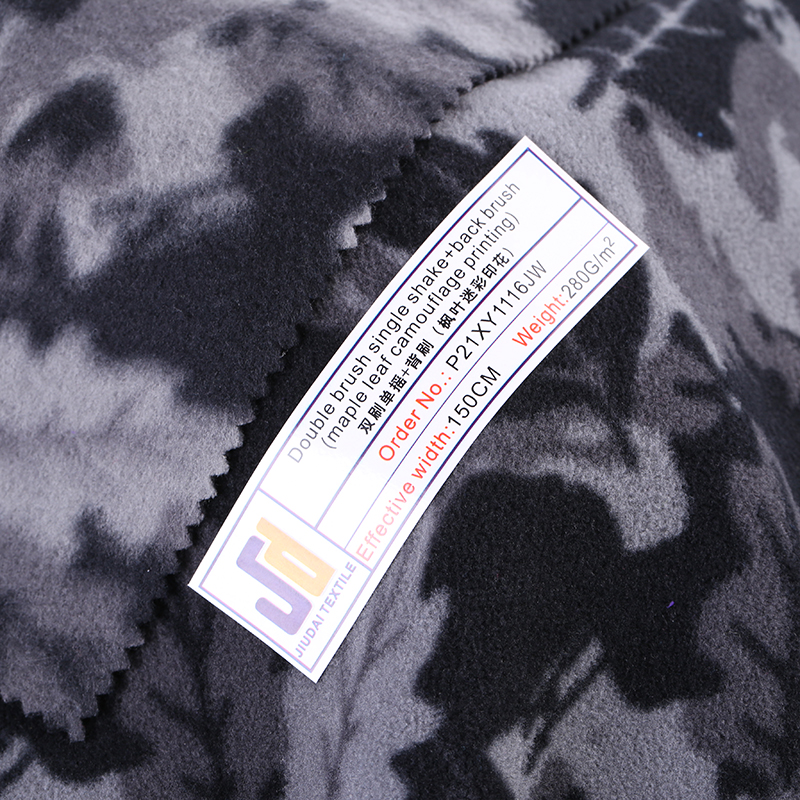 Double brush single shake+back brush
(maple leaf camouflage printing)
双刷单摇+背刷（枫叶迷彩印花）
Order No.: P21XY1116JW
Effective width:150CM Weight:280G/m²
Jd
JIUDAI TEXTILE